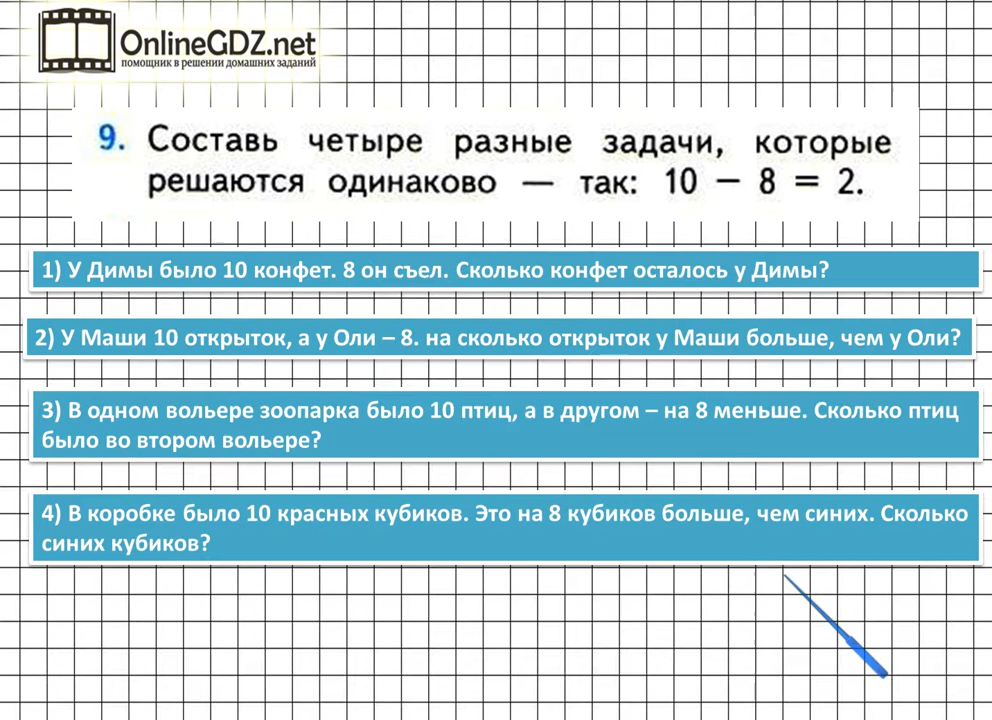 OnlineGDZ.net
помощник в решении домашних заданий
9. Составь четыре разные задачи, которые
решаются одинаково — так: 10 − 8 = 2.
1) У Димы было 10 конфет. 8 он съел. Сколько конфет осталось у Димы?
2) У Маши 10 открыток, а у Оли – 8. на сколько открыток у Маши больше, чем у Оли?
3) В одном вольере зоопарка было 10 птиц, а в другом – на 8 меньше. Сколько птиц
было во втором вольере?
4) В коробке было 10 красных кубиков. Это на 8 кубиков больше, чем синих. Сколько
синих кубиков?